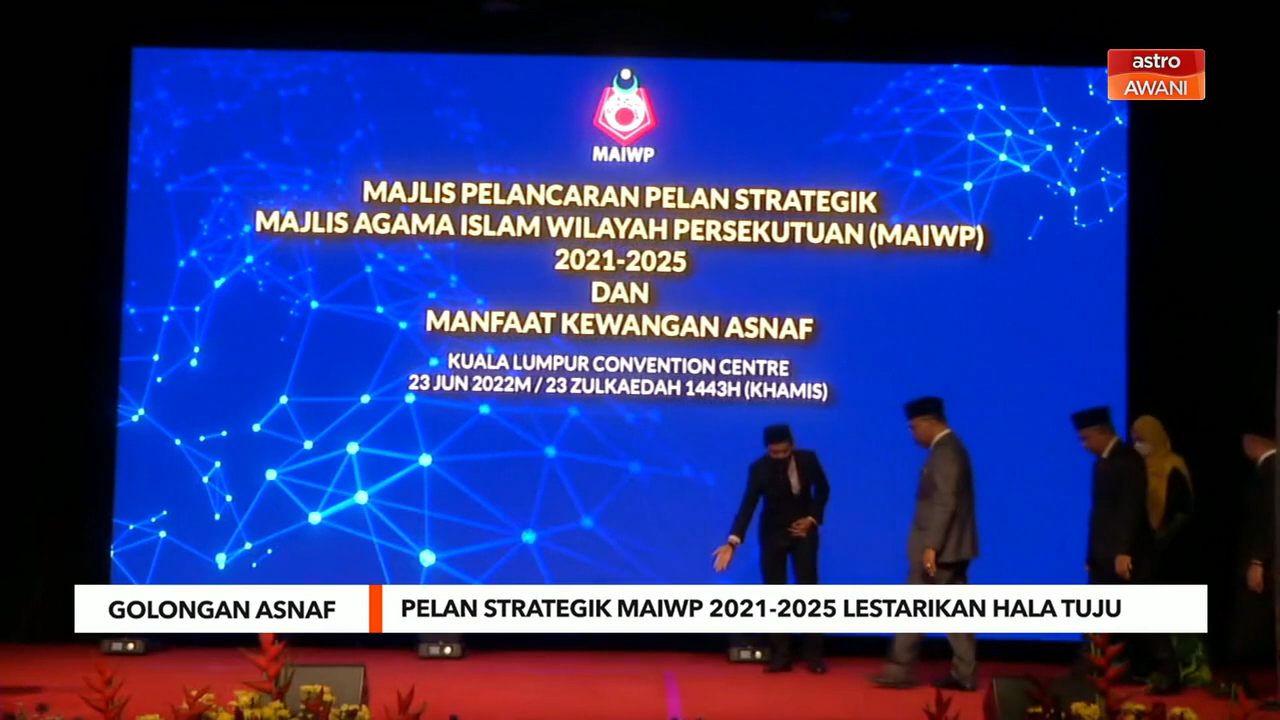 astro
AWANI
MAIWP
MAJLIS PELANCARAN PELAN STRATEGIK
MAJLIS AGAMA ISLAM WILAYAH PERSEKUTUAN (MAIWP)
2021-2025
DAN
MANFAAT KEWANGAN ASNAF
KUALA LUMPUR CONVENTION CENTRE
23 JUN 2022M / 23 ZULKAEDAH 1443H (KHAMIS)
GOLONGAN ASNAF
PELAN STRATEGIK MAIWP 2021-2025 LESTARIKAN HALA TUJU